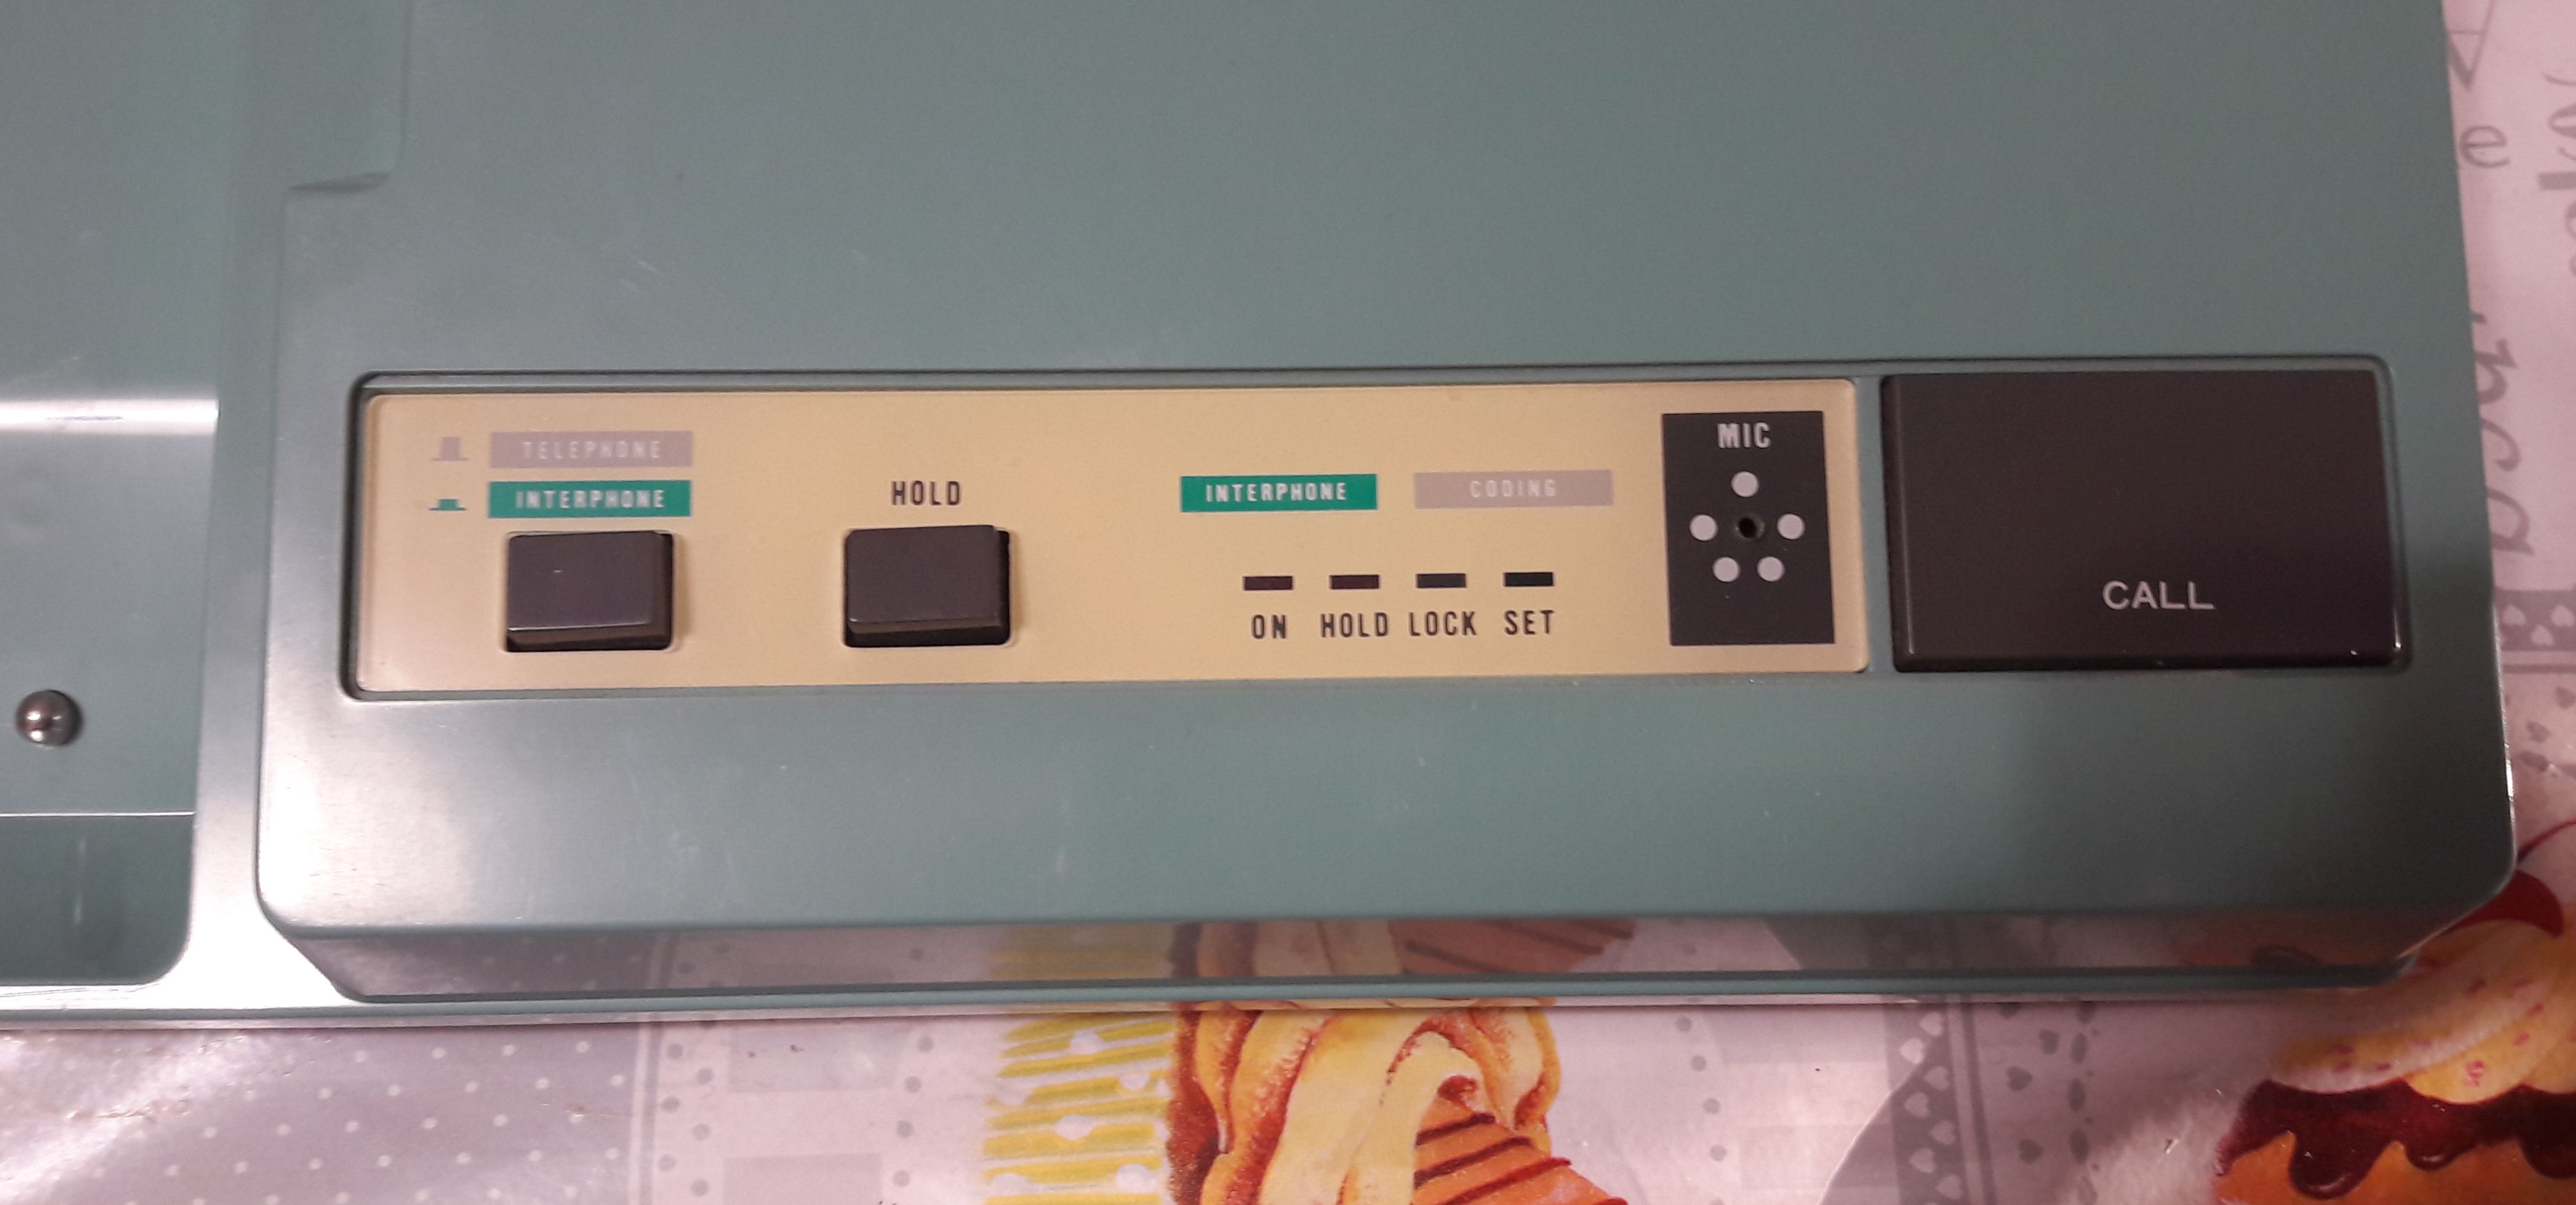 TELEPHONE
INTERPHONE
HOLD
INTERPHONE CODING
ON HOLD LOCK SET
MIC
CALL